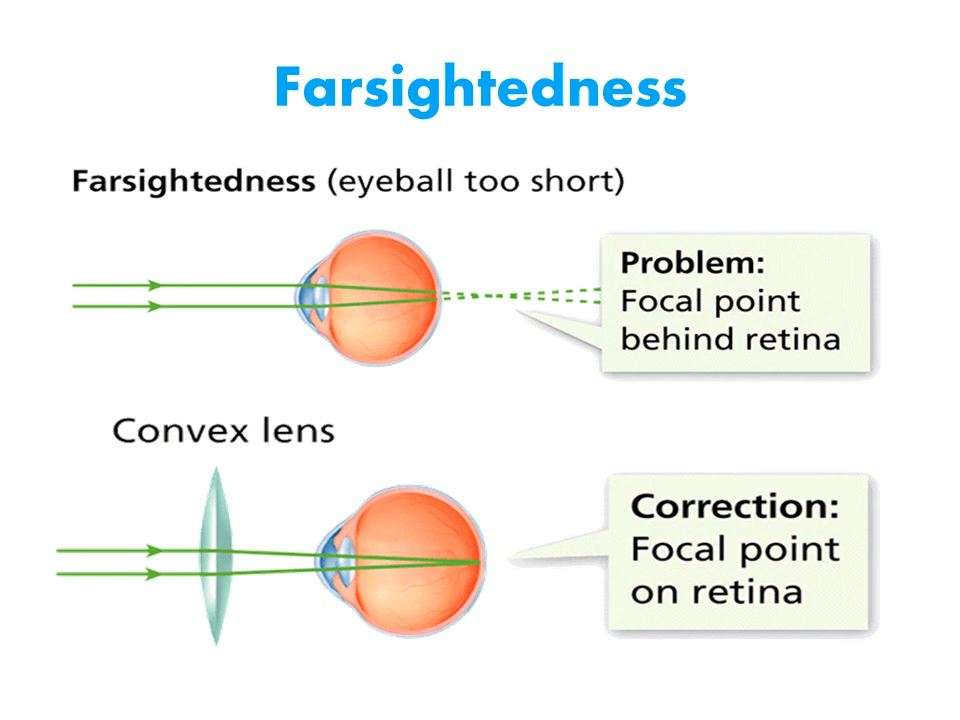 Farsightedness
Farsightedness (eyeball too short)
Problem:
Focal point
behind retina
Convex lens
Correction:
Focal point
on retina